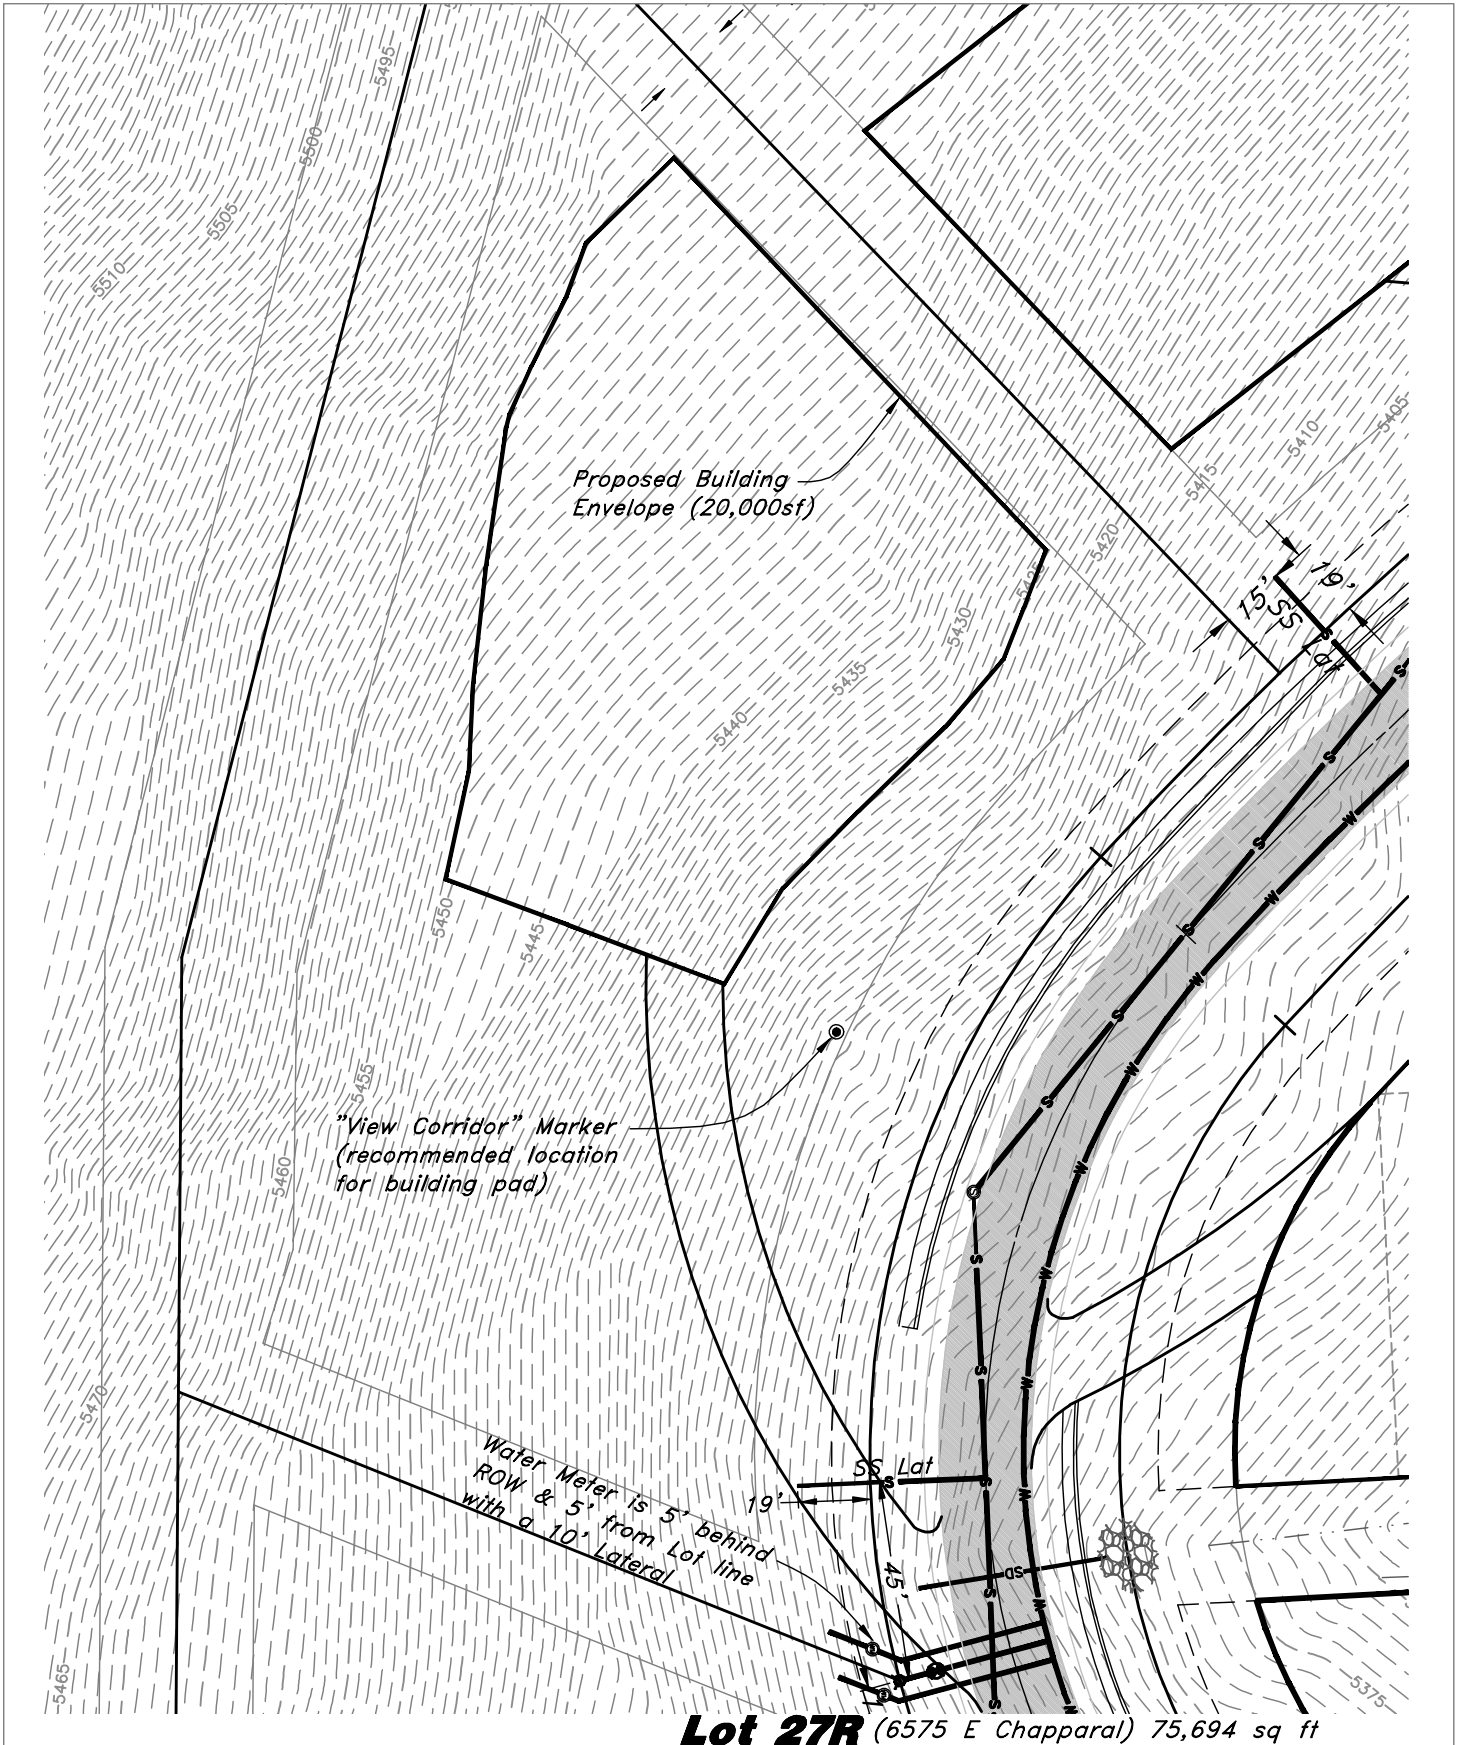 5495
5500
5505
5510
Proposed Building
Envelope (20,000sf)
5405
5410
5415
5420
5425
5430
5435
5440
19'
15'
SS Lat
5450
5445
5455
"View Corridor" Marker
(recommended location
for building pad)
5460
5470
Water Meter is 5' behind
ROW & 5' from Lot line
with a 10' Lateral
SS Lat
19'
45'
SD
5465
5375
S
S
S
S
S
S
S
S
S
S
S
S
S
W
W
W
W
W
W
W
W
W
W
Lot 27R (6575 E Chapparal) 75,694 sq ft